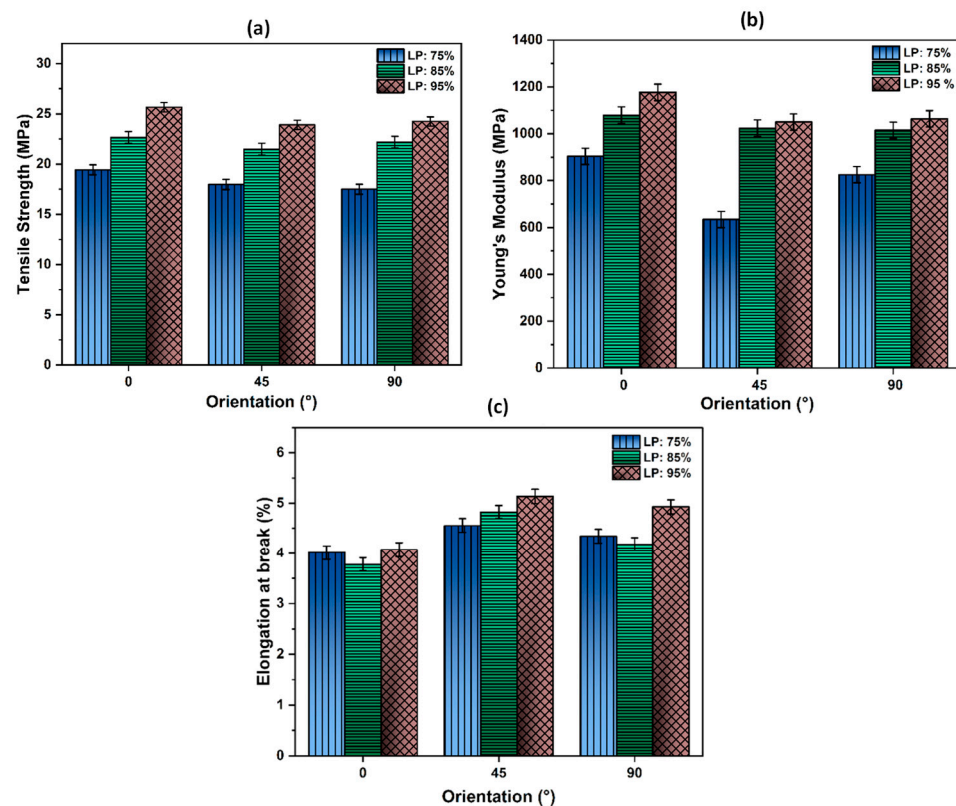 (a)
Tensile Strength (MPa)
30
25
20
15
10
5
0
LP: 75%
LP: 85%
LP: 95%
0 45 90
Orientation (°)
(b)
Young's Modulus (MPa)
1400
1200
1000
800
600
400
200
0
LP: 75%
LP: 85%
LP: 95 %
0 45 90
Orientation (°)
(c)
Elongation at break (%)
6
5
4
3
2
1
0
LP: 75%
LP: 85%
LP: 95%
0 45 90
Orientation (°)